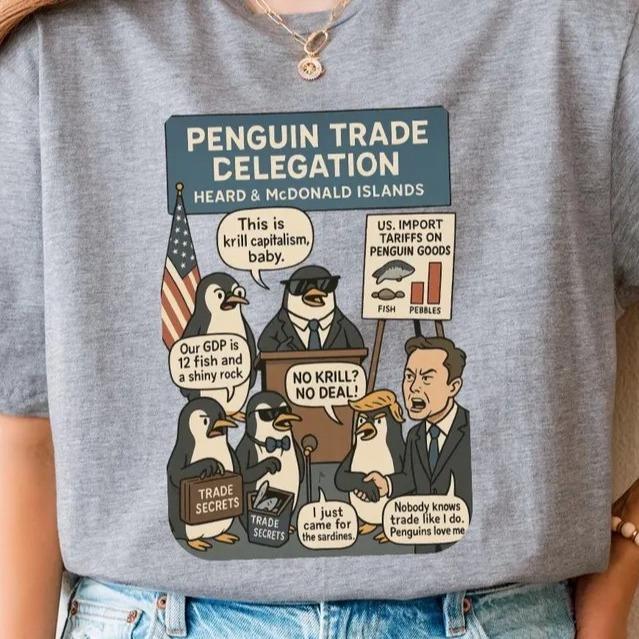 PENGUIN TRADE
DELEGATION
HEARD & McDONALD ISLANDS
This is
krill capitalism,
baby.
U.S. IMPORT
TARIFFS ON
PENGUIN GOODS
FISH PEBBLES
Our GDP is
12 fish and
a shiny rock
NO KRILL?
NO DEAL!
TRADE
SECRETS
TRADE
SECRETS
I just
came for
the sardines.
Nobody knows
trade like I do.
Penguins love me